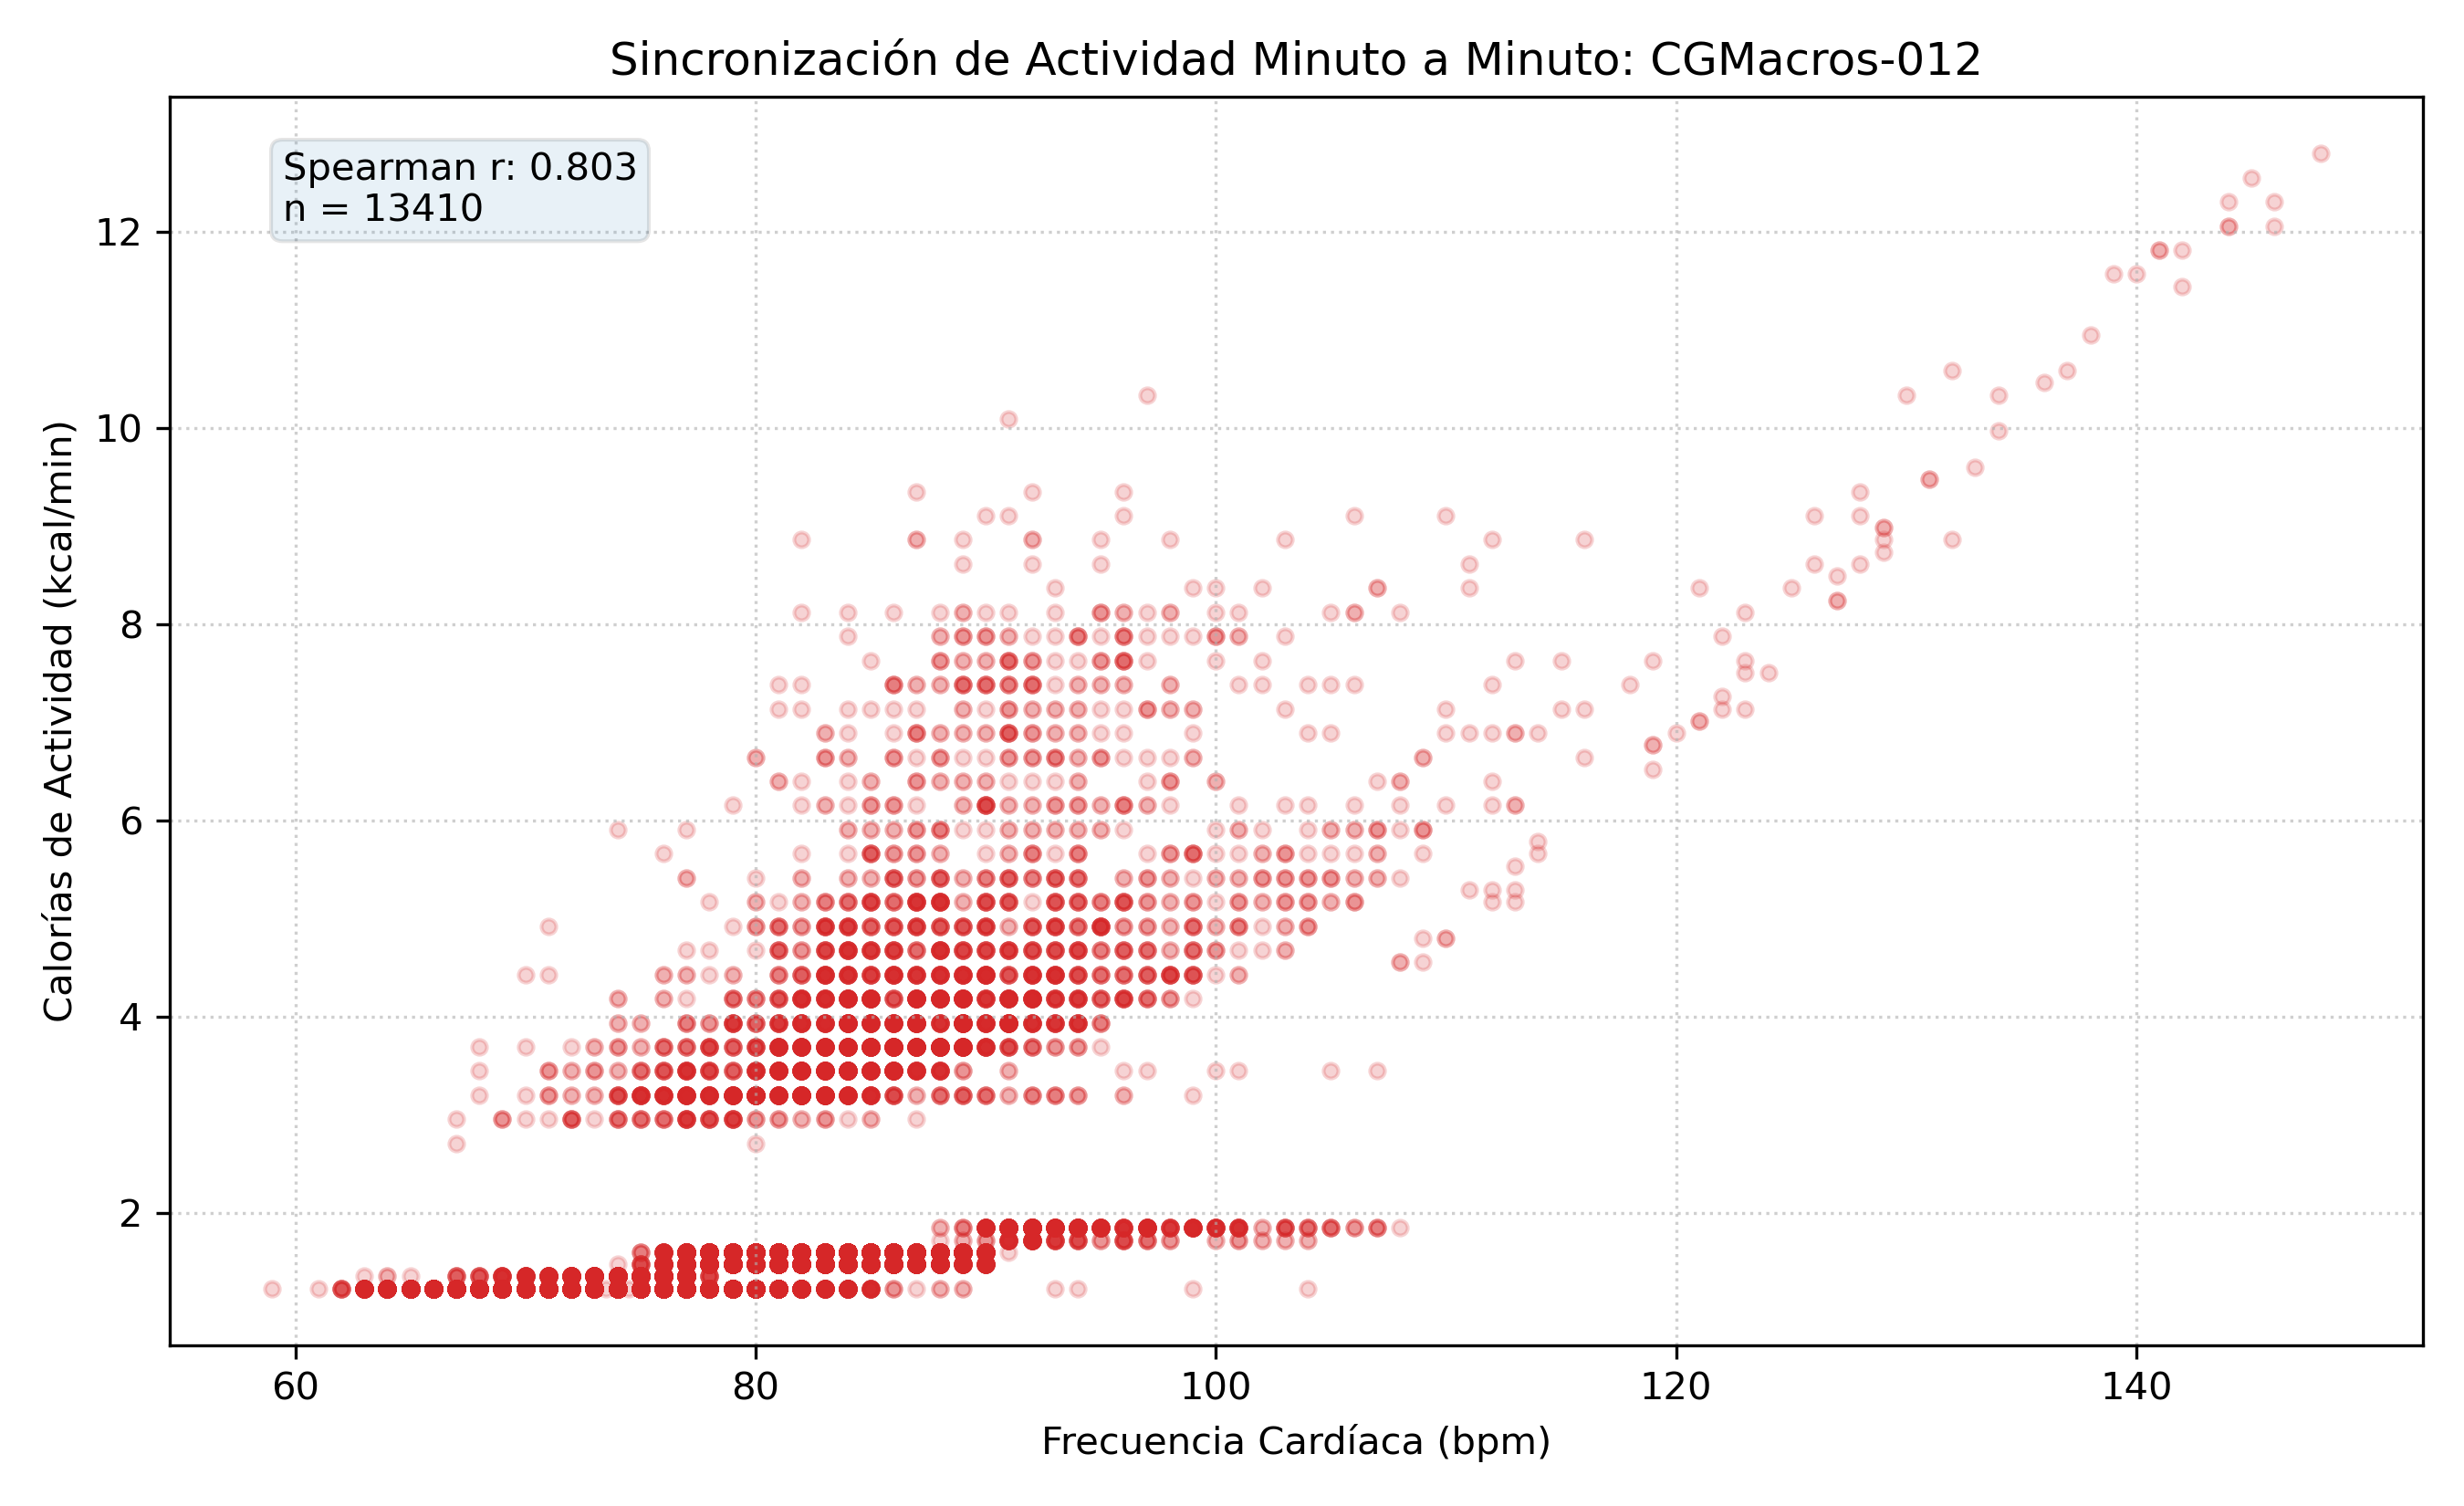 Sincronización de Actividad Minuto a Minuto: CGMacros-012
Spearman r: 0.803
n = 13410
Calorías de Actividad (kcal/min)
12
10
8
6
4
2
60 80 100 120 140
Frecuencia Cardíaca (bpm)